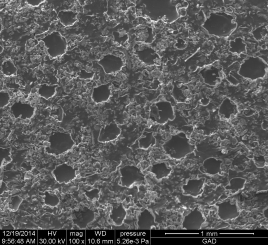 12/19/2014 HV mag WD pressure 1 mm
9:56:48 AM 30.00 kV 100 x 10.6 mm 5.26e-3 Pa GAD